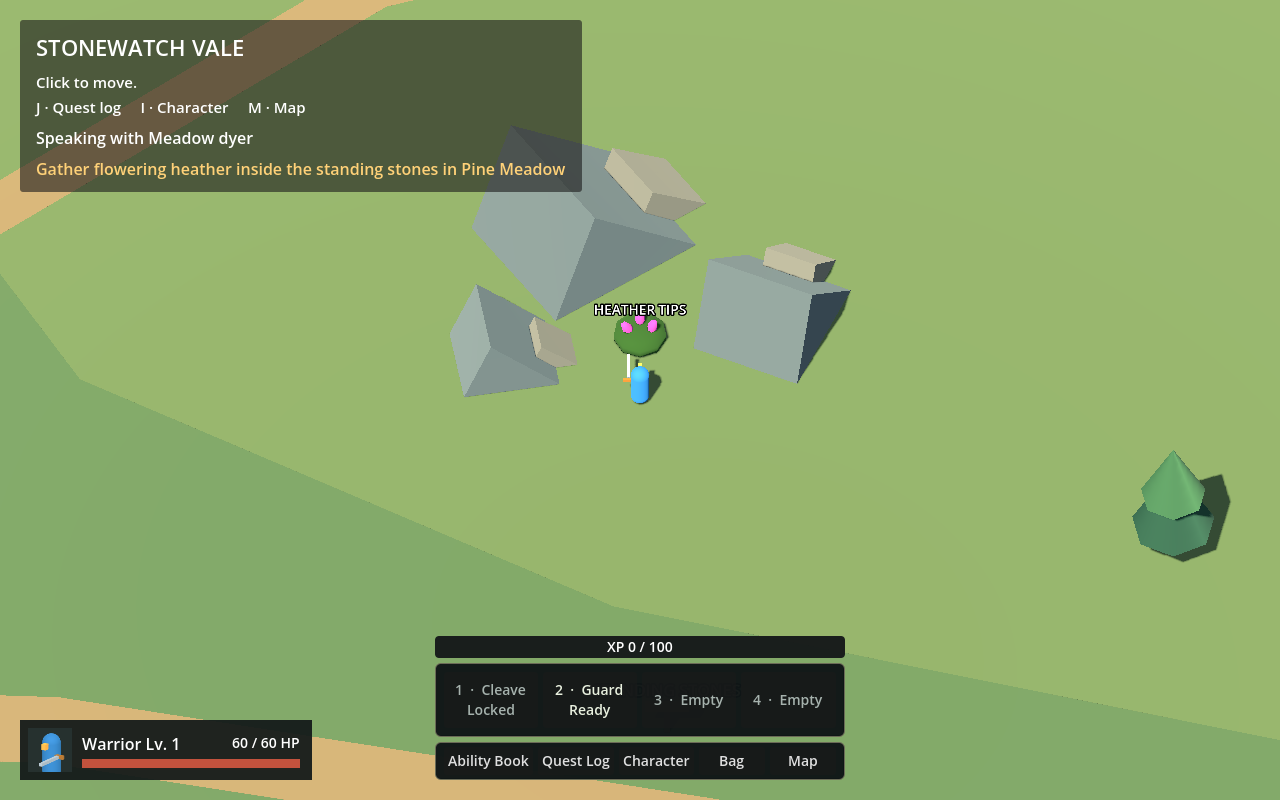 STONEWATCH VALE
Click to move.
J · Quest log I · Character M · Map
Speaking with Meadow dyer
Gather flowering heather inside the standing stones in Pine Meadow
HEATHER TIPS
XP 0 / 100
1 · Cleave
Locked
2 · Guard
Ready
3 · Empty
4 · Empty
Warrior Lv. 1 60 / 60 HP
Ability Book Quest Log Character Bag Map